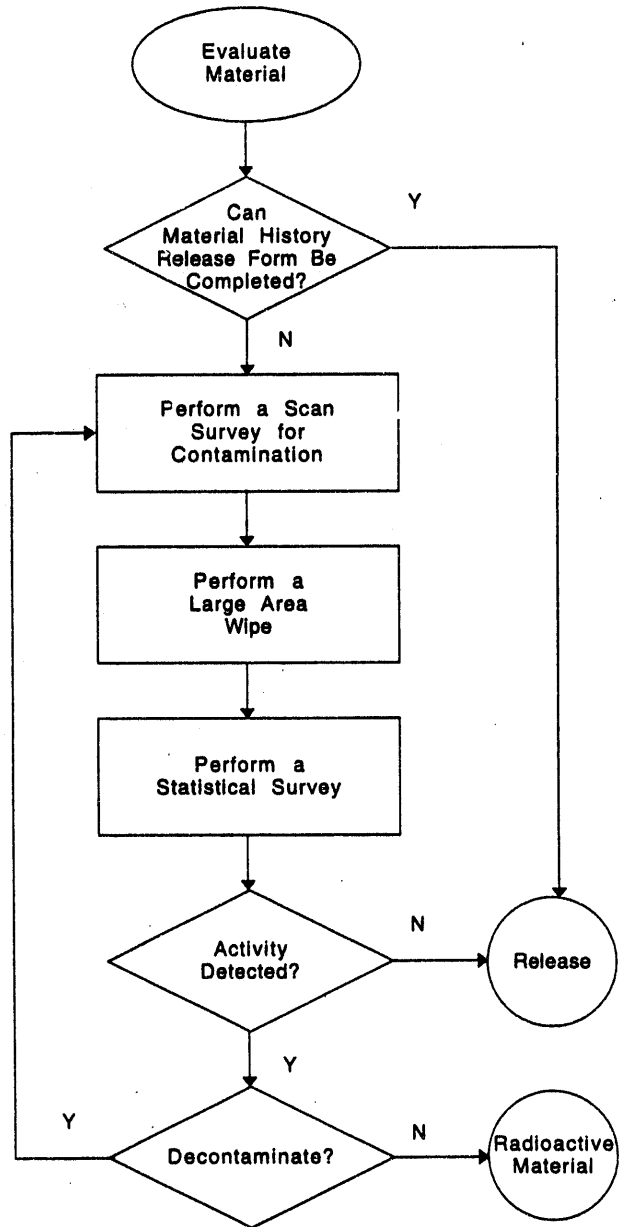 Evaluate
Material
Y
Can
Material History
Release Form Be
Completed?
N
Perform a Scan
Survey for
Contamination
Perform a
Large Area
Wipe
Perform a
Statistical Survey
N
Activity
Detected?
Release
Y
Y
N
Decontaminate?
Radioactive
Material